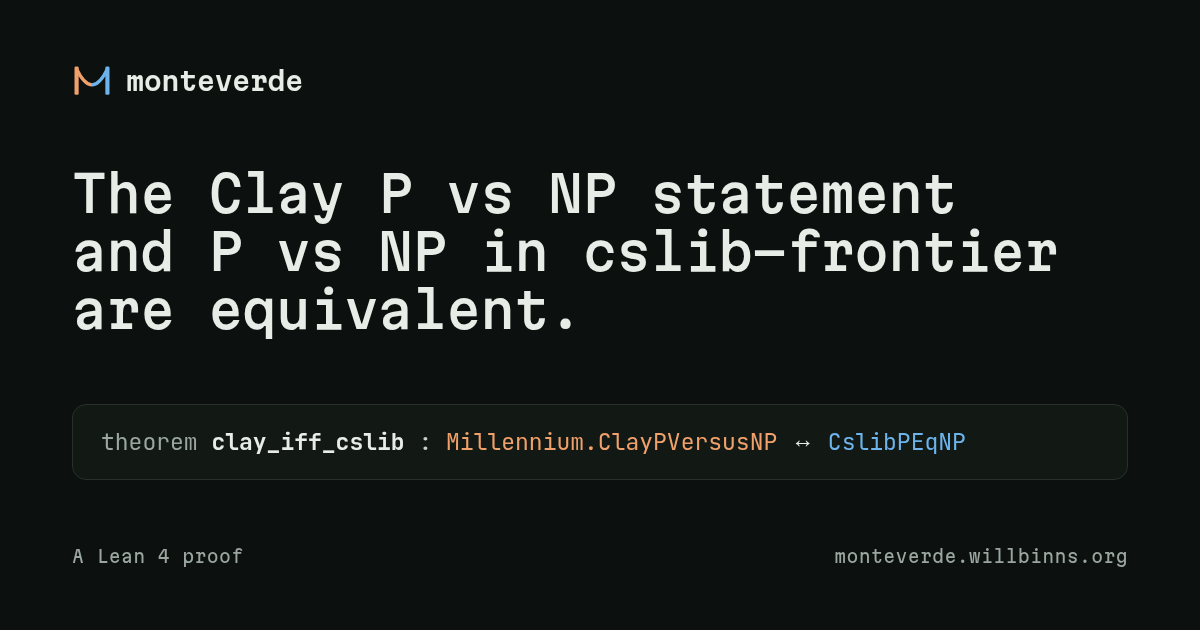 monteverde
The Clay P vs NP statement
and P vs NP in cslib-frontier
are equivalent.
theorem clay_iff_cslib : Millennium.ClayPVersusNP ↔ CslibPEqNP
A Lean 4 proof
monteverde.willbinns.org